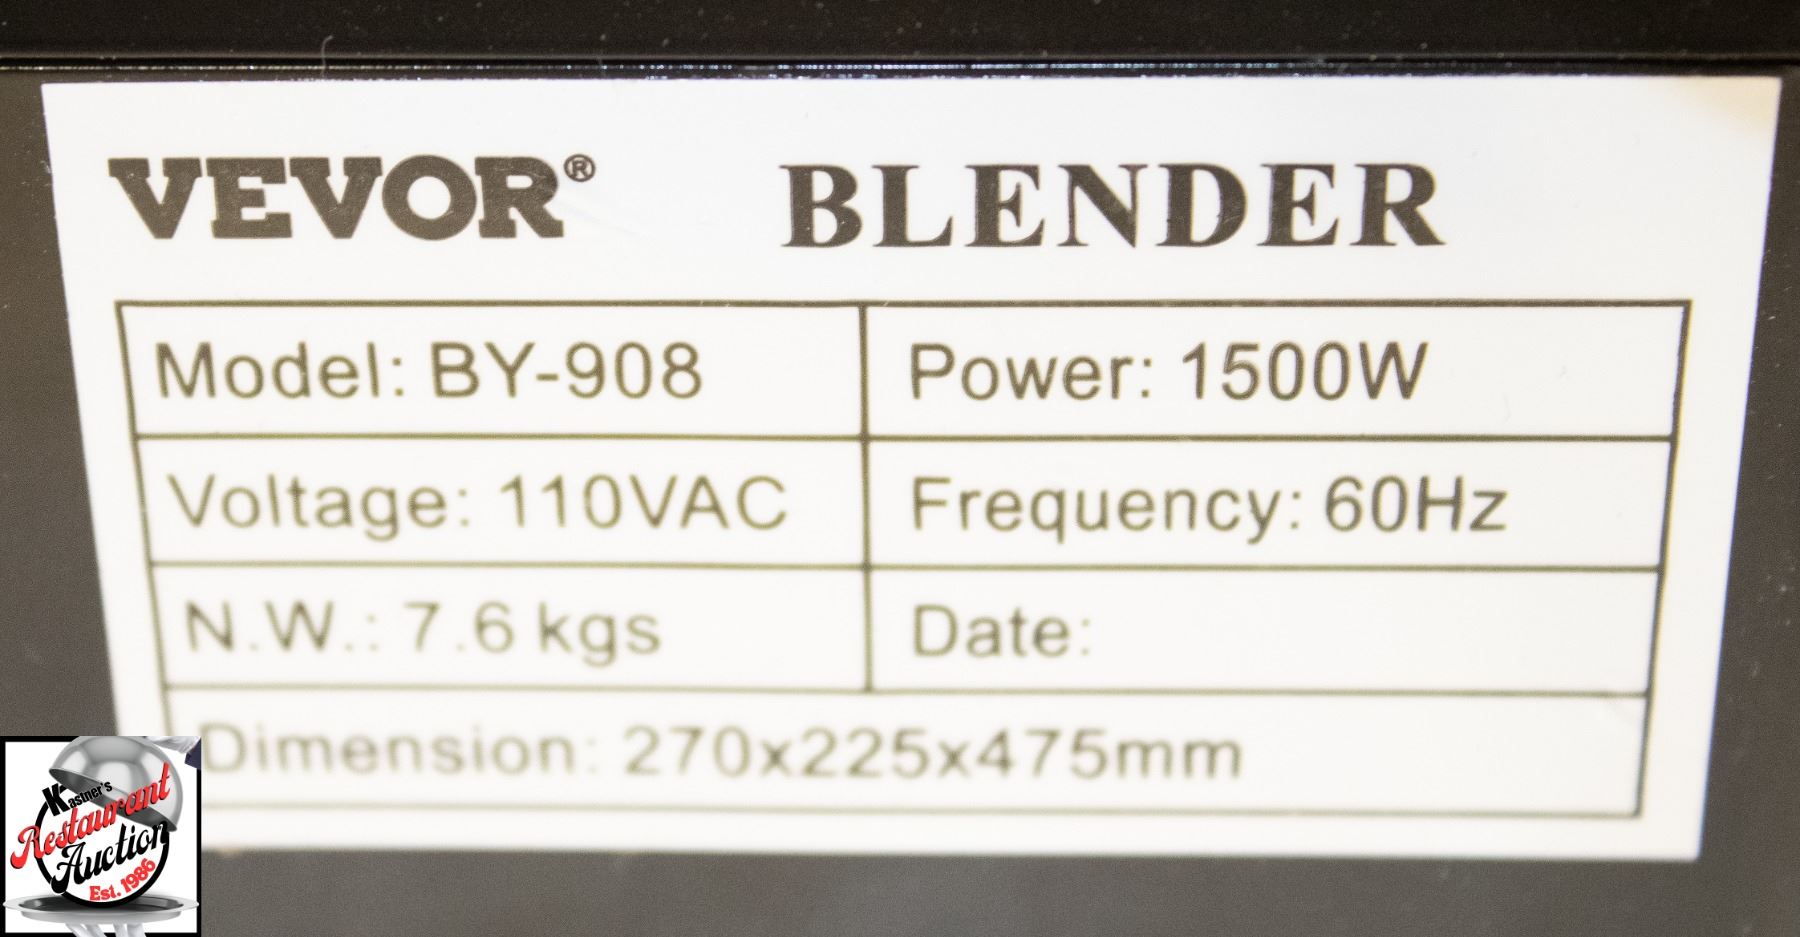 VEVOR® BLENDER
Model: BY-908 Power: 1500W
Voltage: 110VAC Frequency: 60Hz
N.W.: 7.6 kgs Date:
Dimension: 270x225x475mm
Kastner's
Restaurant
Auction
Est. 1986